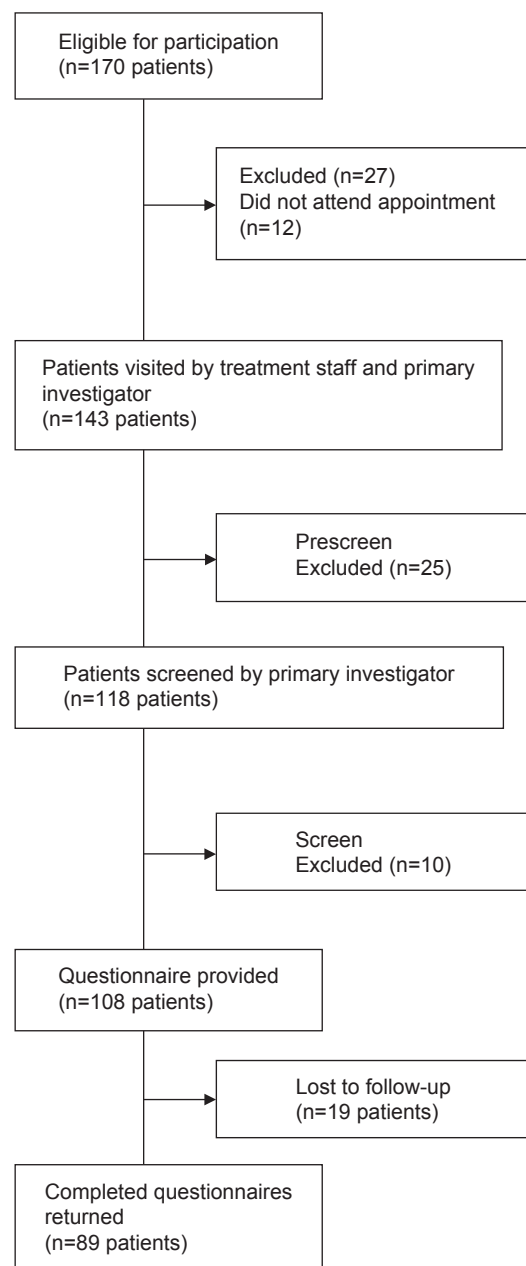 Eligible for participation
(n=170 patients)
Excluded (n=27)
Did not attend appointment
(n=12)
Patients visited by treatment staff and primary
investigator
(n=143 patients)
Prescreen
Excluded (n=25)
Patients screened by primary investigator
(n=118 patients)
Screen
Excluded (n=10)
Questionnaire provided
(n=108 patients)
Lost to follow-up
(n=19 patients)
Completed questionnaires
returned
(n=89 patients)